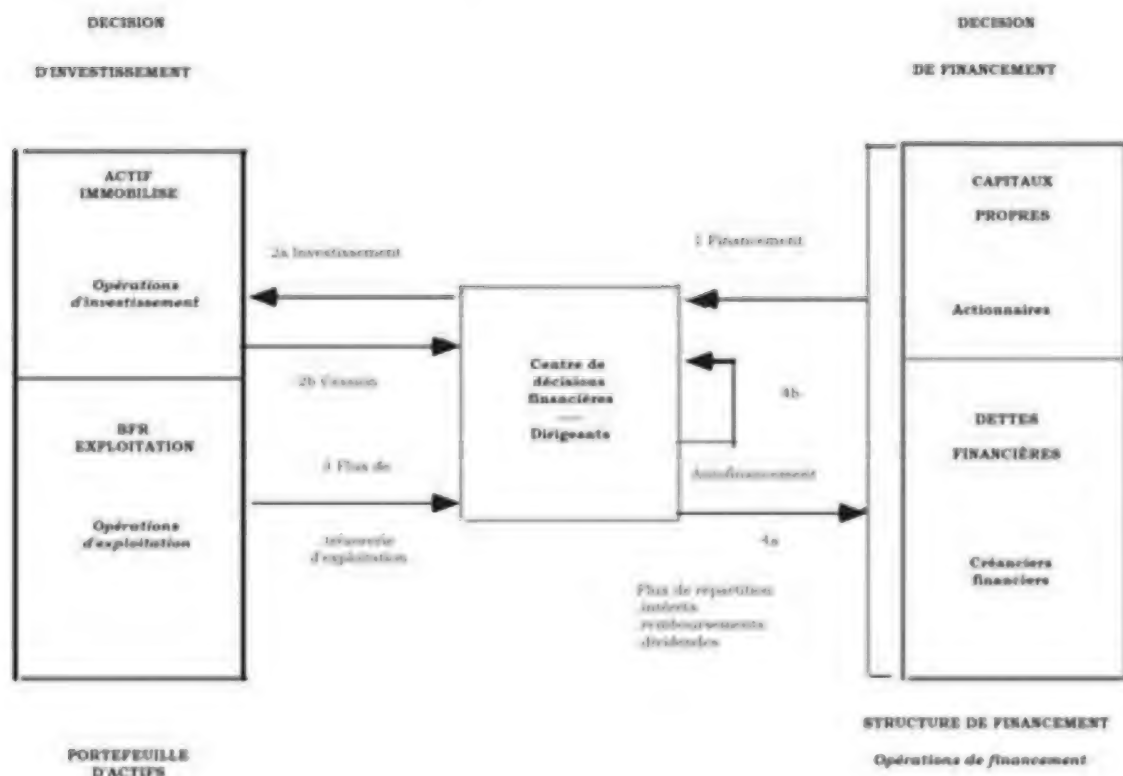 DECISION
D'INVESTISSEMENT
DECISION
DE FINANCEMENT
ACTIF
IMMOBILISE
Opérations
d'investissement
BFR
EXPLOITATION
Opérations
d'exploitation
PORTEFEUILLE
D'ACTIFS
2a Investissement
2b Cession
3 Flux de
trésorerie
d'exploitation
Centre de
décisions
financières
Dirigeants
1 Financement
4b
Autofinancement
4a
Flux de répartition
intérêts
remboursements
dividendes
CAPITAUX
PROPRES
Actionnaires
DETTES
FINANCIÈRES
Créanciers
financiers
STRUCTURE DE FINANCEMENT
Opérations de financement